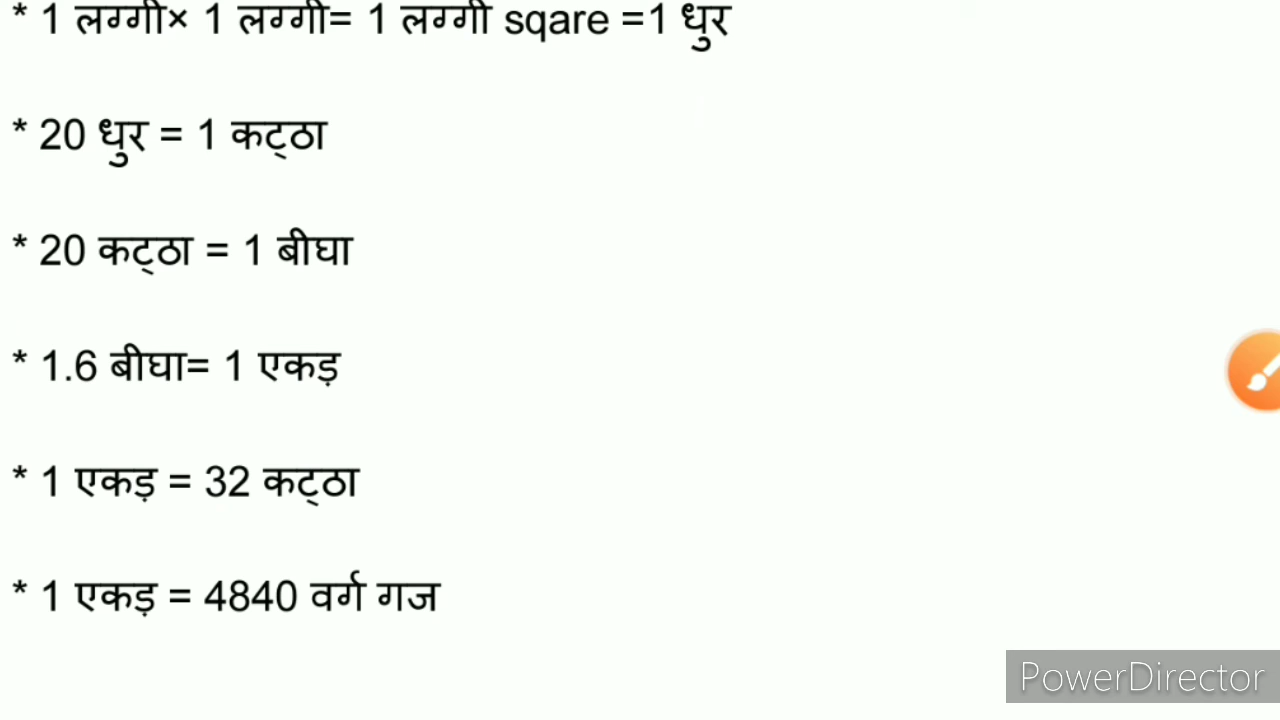 * 1 लग्गी× 1 लग्गी= 1 लग्गी sqare =1 धुर
* 20 धुर = 1 कट्ठा
* 20 कट्ठा = 1 बीघा
* 1.6 बीघा= 1 एकड़
* 1 एकड़ = 32 कट्ठा
* 1 एकड़ = 4840 वर्ग गज
PowerDirector